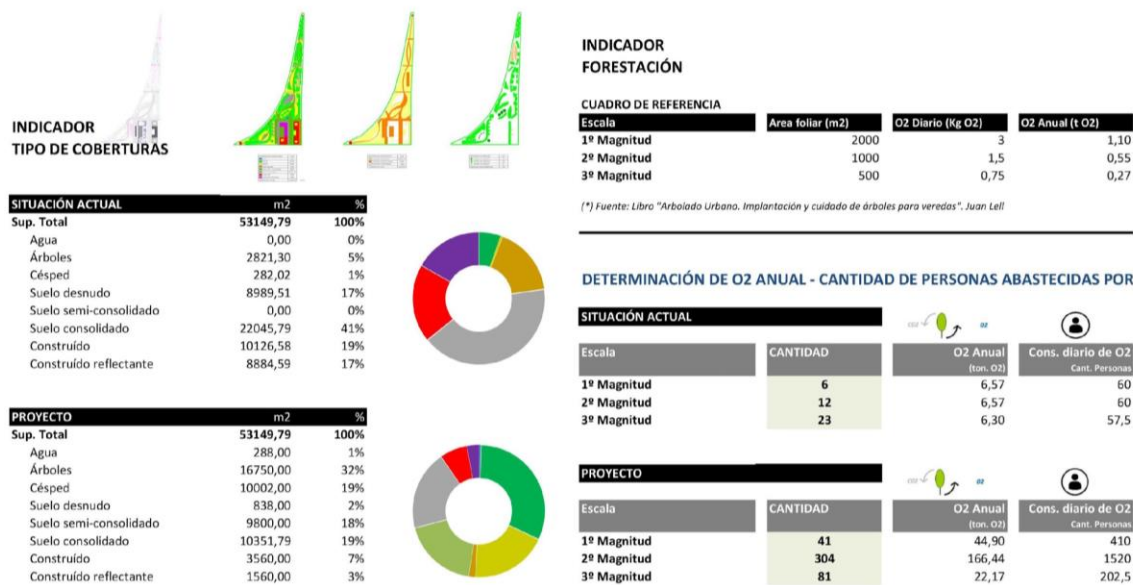 INDICADOR
TIPO DE COBERTURAS
SITUACIÓN ACTUAL m2 %
Sup. Total 53149,79 100%
Agua 0,00 0%
Árboles 2821,30 5%
Césped 282,02 1%
Suelo desnudo 8989,51 17%
Suelo semi-consolidado 0,00 0%
Suelo consolidado 22045,79 41%
Construído 10126,58 19%
Construído reflectante 8884,59 17%
PROYECTO m2 %
Sup. Total 53149,79 100%
Agua 288,00 1%
Árboles 16750,00 32%
Césped 10002,00 19%
Suelo desnudo 838,00 2%
Suelo semi-consolidado 9800,00 18%
Suelo consolidado 10351,79 19%
Construído 3560,00 7%
Construído reflectante 1560,00 3%
INDICADOR
FORESTACIÓN
CUADRO DE REFERENCIA
Escala Area foliar (m2) O2 Diario (Kg O2) O2 Anual (t O2)
1º Magnitud 2000 3 1,10
2º Magnitud 1000 1,5 0,55
3º Magnitud 500 0,75 0,27
(*) Fuente: Libro "Arbolado Urbano. Implantación y cuidado de árboles para veredas". Juan Lell
DETERMINACIÓN DE O2 ANUAL - CANTIDAD DE PERSONAS ABASTECIDAS POR
SITUACIÓN ACTUAL CO2 O2
Escala CANTIDAD O2 Anual Cons. diario de O2
(ton. O2) Cant. Personas
1º Magnitud 6 6,57 60
2º Magnitud 12 6,57 60
3º Magnitud 23 6,30 57,5
PROYECTO CO2 O2
Escala CANTIDAD O2 Anual Cons. diario de O2
(ton. O2) Cant. Personas
1º Magnitud 41 44,90 410
2º Magnitud 304 166,44 1520
3º Magnitud 81 22,17 202,5